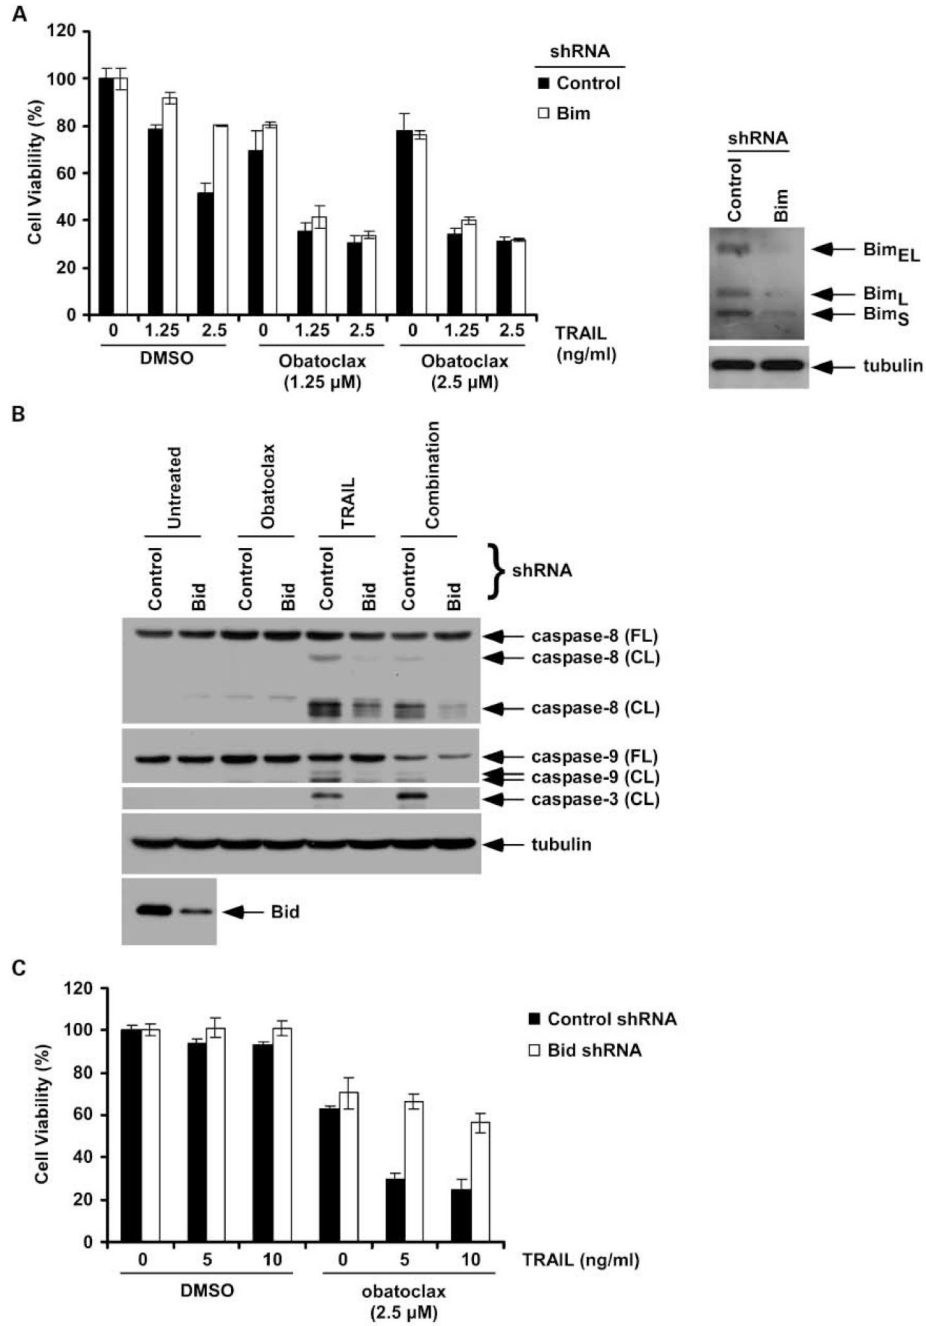 A
120
100
80
60
40
20
0
Cell Viablility (%)
shRNA
Control
Bim
0 1.25 2.5 0 1.25 2.5 0 1.25 2.5 TRAIL
(ng/ml)
DMSO Obatoclax Obatoclax
(1.25 µM) (2.5 µM)
shRNA
Control Bim
BimEL
BimL
BimS
tubulin
B
Untreated Obatoclax TRAIL Combination
Control Bid Control Bid Control Bid Control Bid } shRNA
caspase-8 (FL)
caspase-8 (CL)
caspase-8 (CL)
caspase-9 (FL)
caspase-9 (CL)
caspase-3 (CL)
tubulin
Bid
C
120
100
80
60
40
20
0
Cell Viability (%)
Control shRNA
Bid shRNA
0 5 10 0 5 10 TRAIL (ng/ml)
DMSO obatoclax
(2.5 µM)